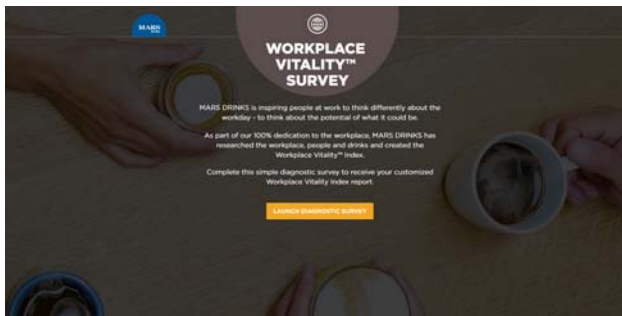 MARS
WORKPLACE
VITALITY™
SURVEY
MARS DRINKS is inspiring people at work to think differently about the
workday - to think about the potential of what it could be.
As part of our 100% dedication to the workplace, MARS DRINKS has
researched the workplace, people and drinks and created the
Workplace Vitality™ Index.
Complete this simple diagnostic survey to receive your customized
Workplace Vitality Index report.
LAUNCH DIAGNOSTIC SURVEY